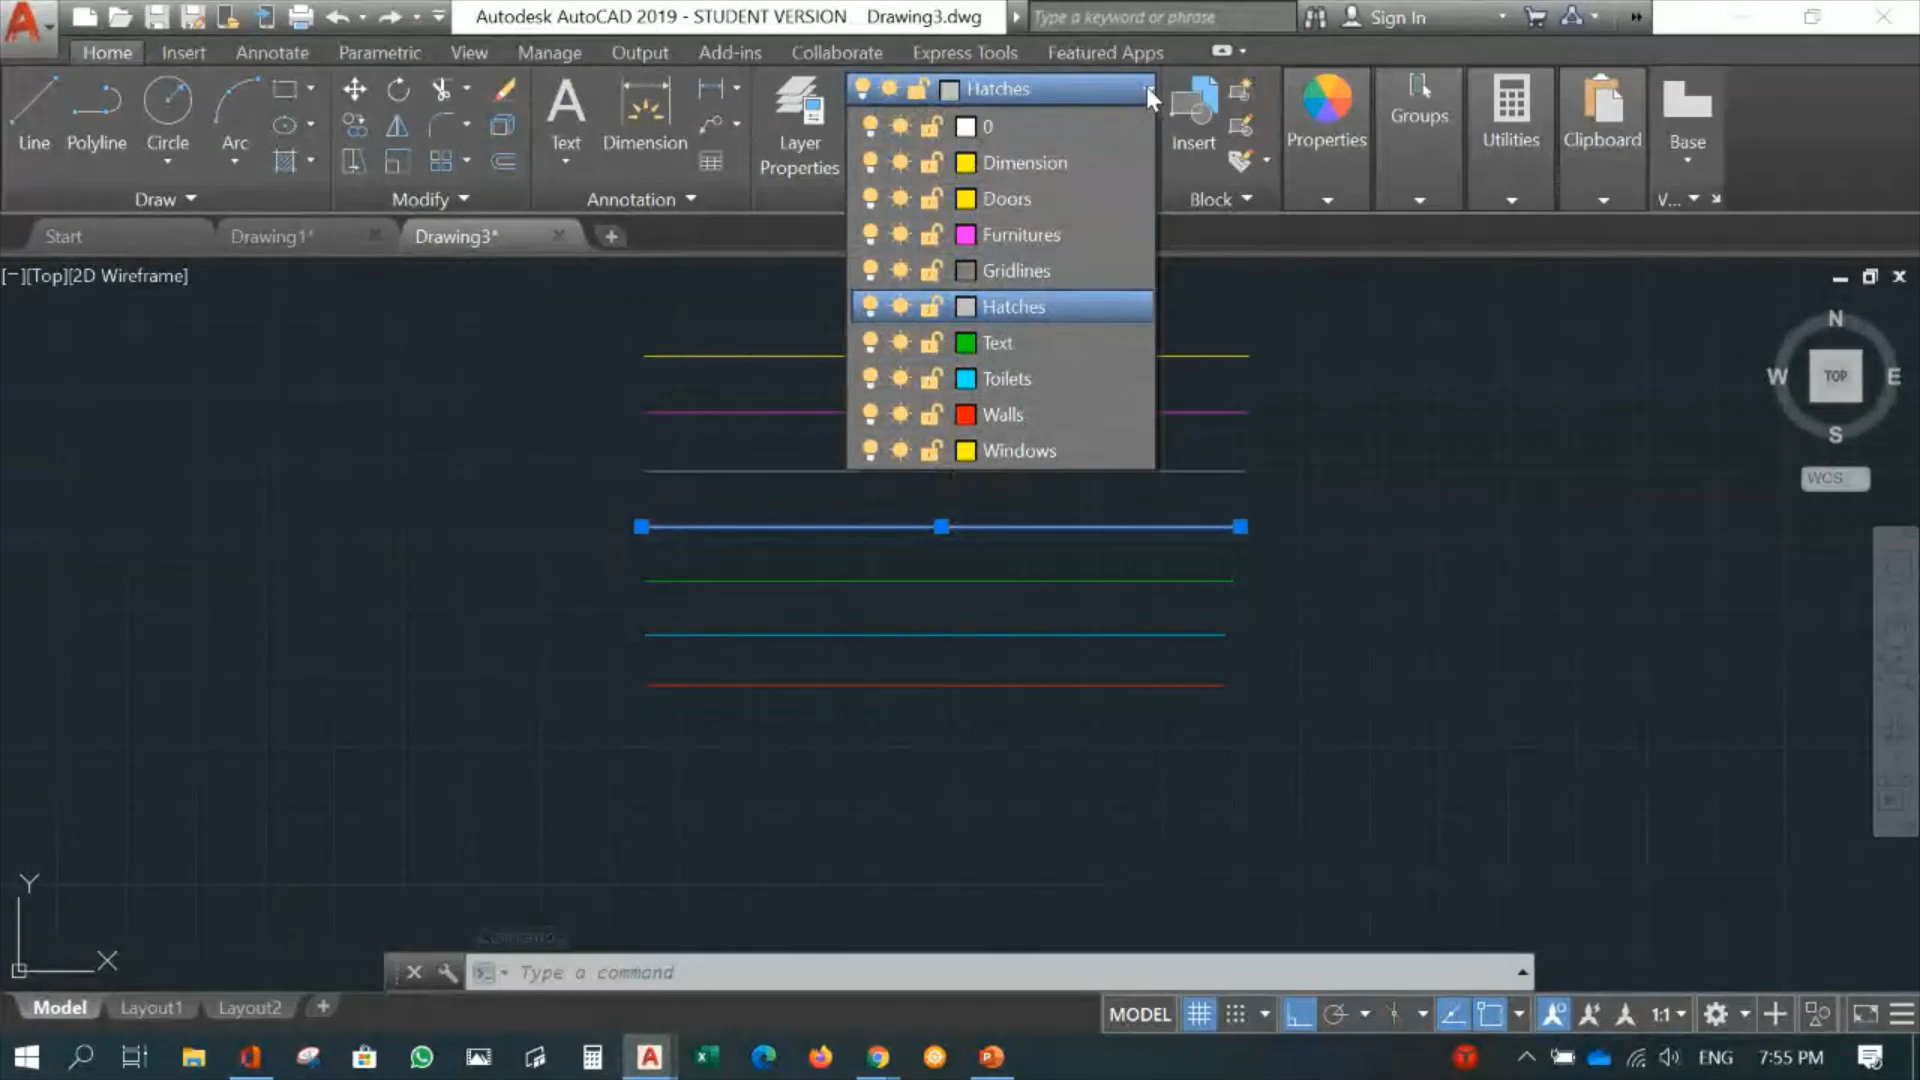 Autodesk AutoCAD 2019 - STUDENT VERSION Drawing3.dwg
Type a keyword or phrase
Sign In
Home Insert Annotate Parametric View Manage Output Add-ins Collaborate Express Tools Featured Apps
Line Polyline Circle Arc
Draw
Modify
Text Dimension
Annotation
Layer Properties
Hatches
0
Dimension
Doors
Furnitures
Gridlines
Hatches
Text
Toilets
Walls
Windows
Insert
Block
Properties
Groups
Utilities
Clipboard
Base
V...
Start Drawing1* Drawing3*
[−][Top][2D Wireframe]
N
W TOP E
S
WCS
Y
X
Command:
Type a command
Model Layout1 Layout2
MODEL 1:1
ENG 7:55 PM